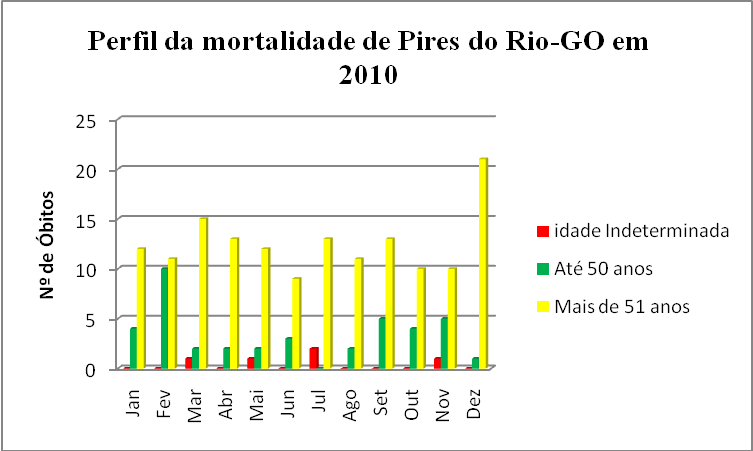 Perfil da mortalidade de Pires do Rio-GO em
2010
Nº de Óbitos
25
20
15
10
5
0
Jan
Fev
Mar
Abr
Mai
Jun
Jul
Ago
Set
Out
Nov
Dez
idade Indeterminada
Até 50 anos
Mais de 51 anos